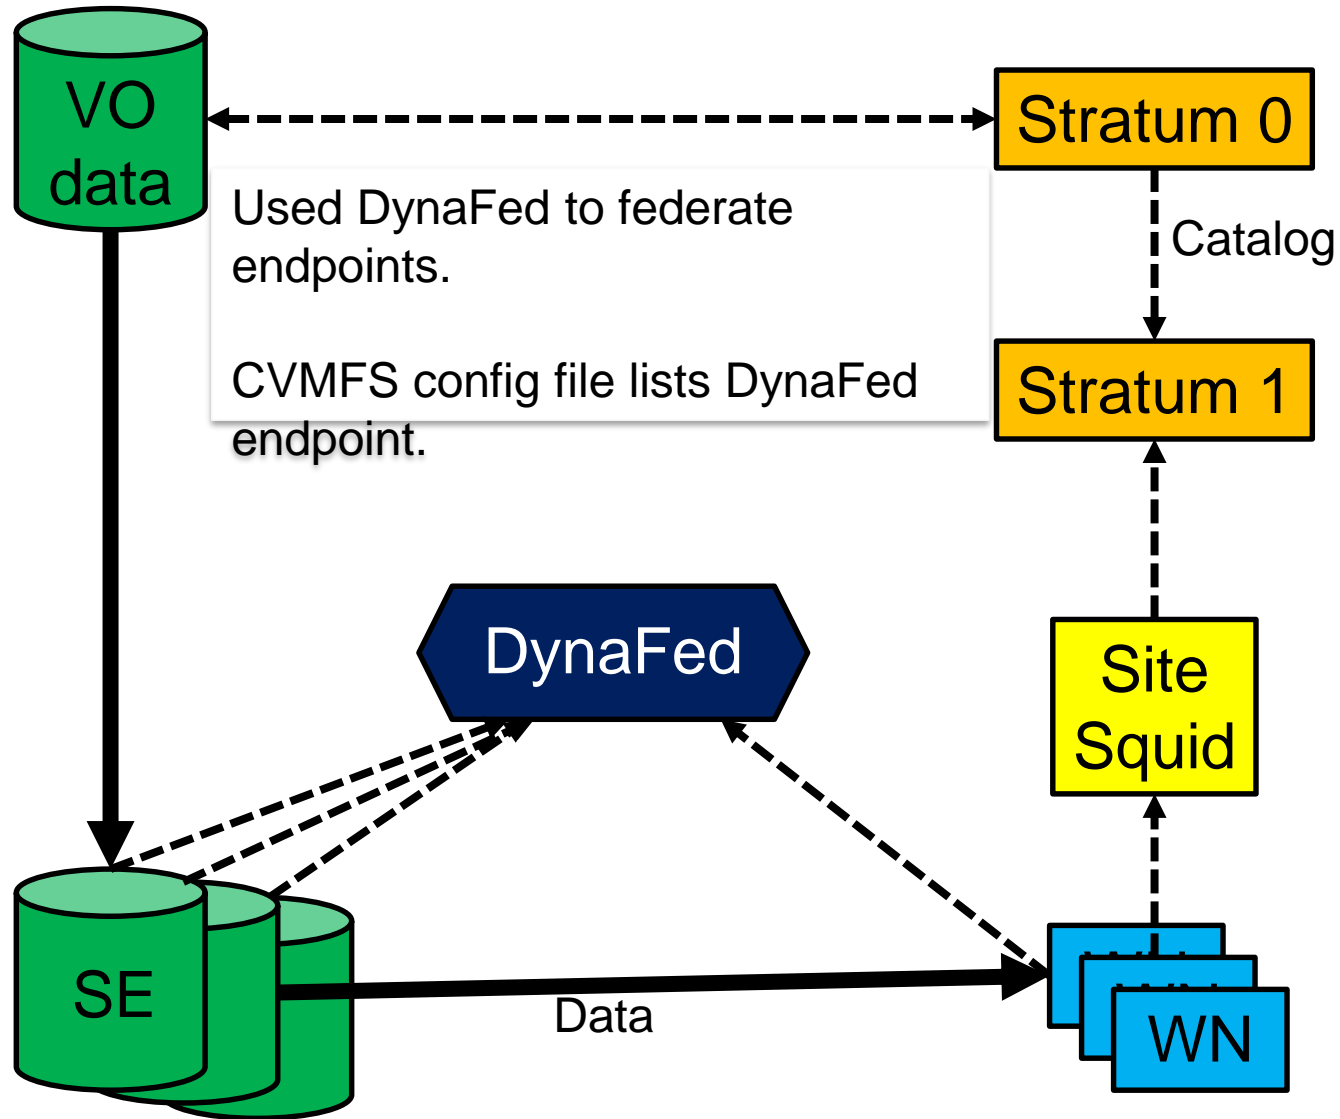 VO
data
Stratum 0
Used DynaFed to federate
endpoints.
Catalog
CVMFS config file lists DynaFed
endpoint.
Stratum 1
DynaFed
Site
Squid
SE
Data
WN